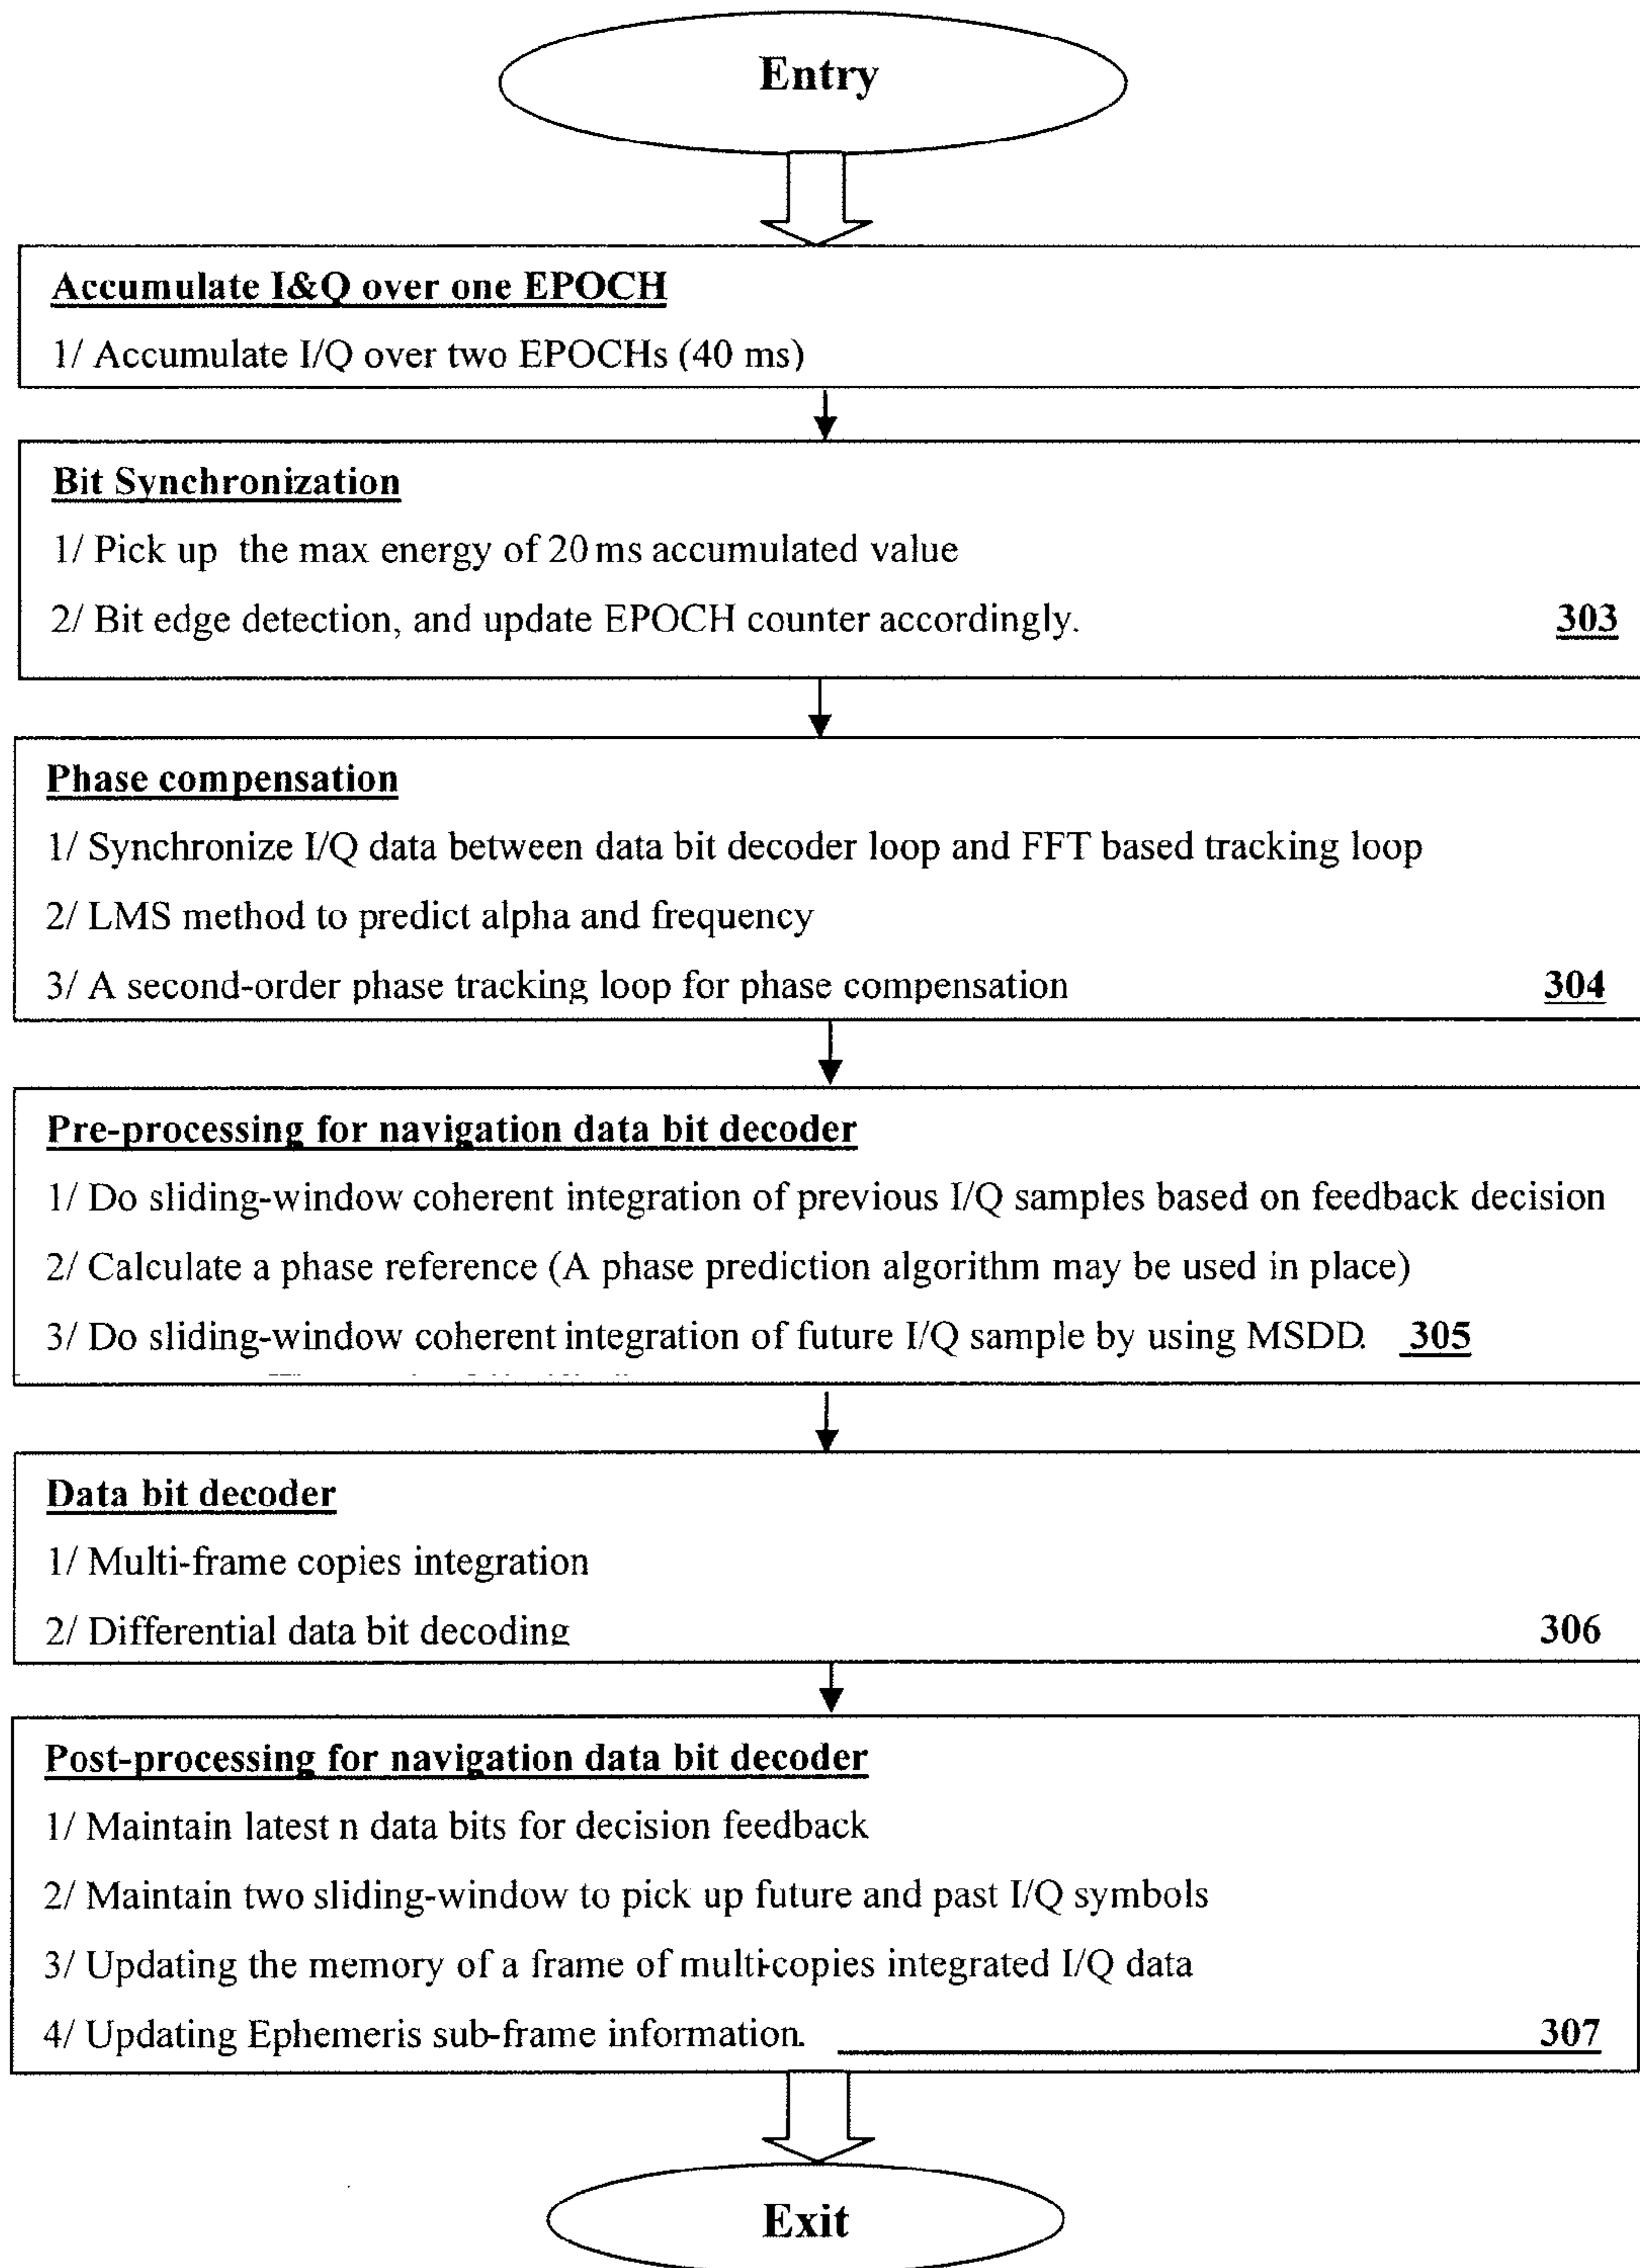 Entry
Accumulate I&Q over one EPOCH
1/ Accumulate I/Q over two EPOCHs (40 ms)
Bit Synchronization
1/ Pick up the max energy of 20 ms accumulated value
2/ Bit edge detection, and update EPOCH counter accordingly. 303
Phase compensation
1/ Synchronize I/Q data between data bit decoder loop and FFT based tracking loop
2/ LMS method to predict alpha and frequency
3/ A second-order phase tracking loop for phase compensation 304
Pre-processing for navigation data bit decoder
1/ Do sliding-window coherent integration of previous I/Q samples based on feedback decision
2/ Calculate a phase reference (A phase prediction algorithm may be used in place)
3/ Do sliding-window coherent integration of future I/Q sample by using MSDD. 305
Data bit decoder
1/ Multi-frame copies integration
2/ Differential data bit decoding 306
Post-processing for navigation data bit decoder
1/ Maintain latest n data bits for decision feedback
2/ Maintain two sliding-window to pick up future and past I/Q symbols
3/ Updating the memory of a frame of multi-copies integrated I/Q data
4/ Updating Ephemeris sub-frame information. 307
Exit